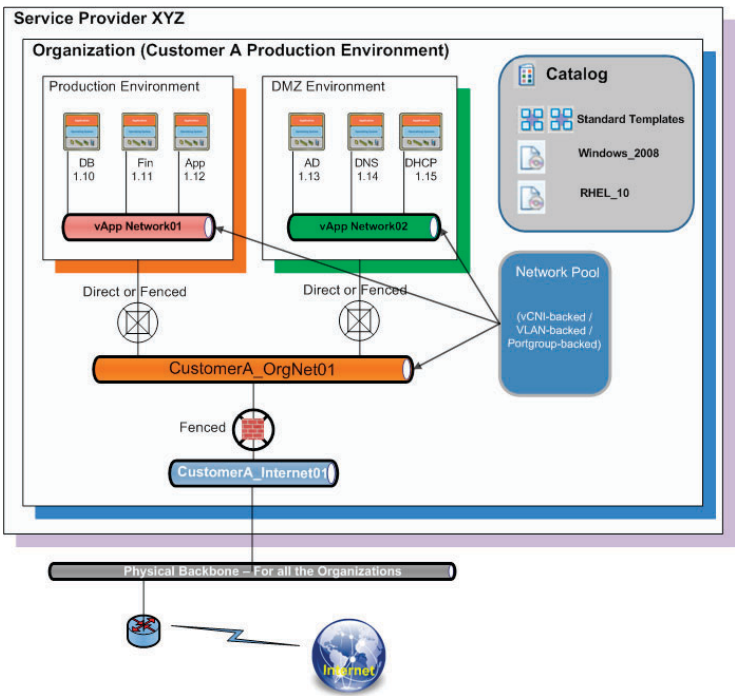 Service Provider XYZ
Organization (Customer A Production Environment)
Production Environment
DB
1.10
Fin
1.11
App
1.12
vApp Network01
DMZ Environment
AD
1.13
DNS
1.14
DHCP
1.15
vApp Network02
Catalog
Standard Templates
Windows_2008
RHEL_10
Network Pool
(vCNI-backed /
VLAN-backed /
Portgroup-backed)
Direct or Fenced
Direct or Fenced
CustomerA_OrgNet01
Fenced
CustomerA_Internet01
Physical Backbone – For all the Organizations
Internet